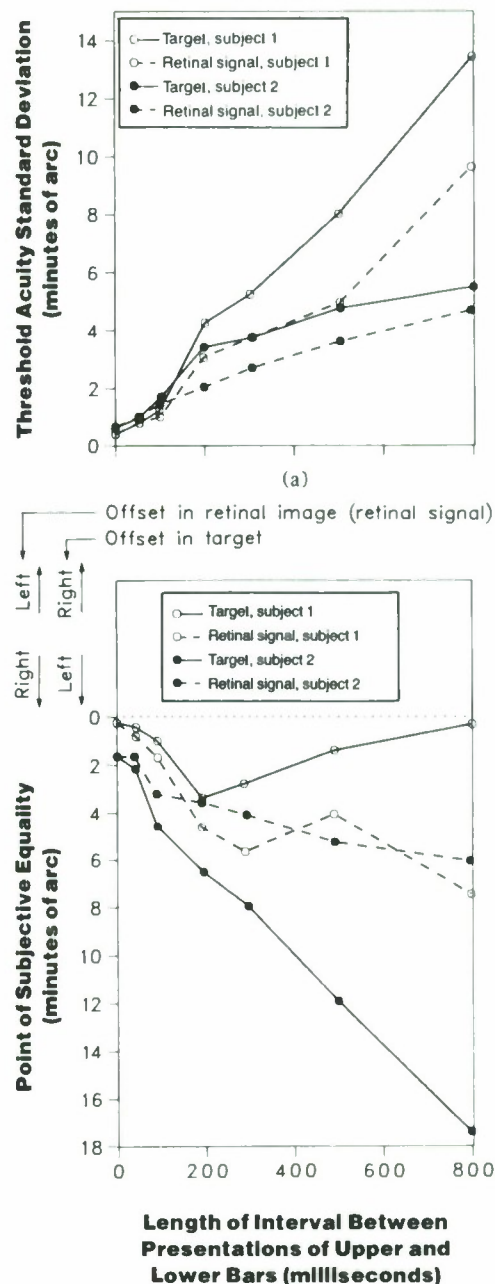 Threshold Acuity Standard Deviation
(minutes of arc)
14
12
10
8
6
4
2
0
Target, subject 1
Retinal signal, subject 1
Target, subject 2
Retinal signal, subject 2
(a)
Offset in retinal image (retinal signal)
Offset in target
Left
Right
Right
Left
Target, subject 1
Retinal signal, subject 1
Target, subject 2
Retinal signal, subject 2
Point of Subjective Equality
(minutes of arc)
0
2
4
6
8
10
12
14
16
18
0 200 400 600 800
Length of Interval Between
Presentations of Upper and
Lower Bars (milliseconds)